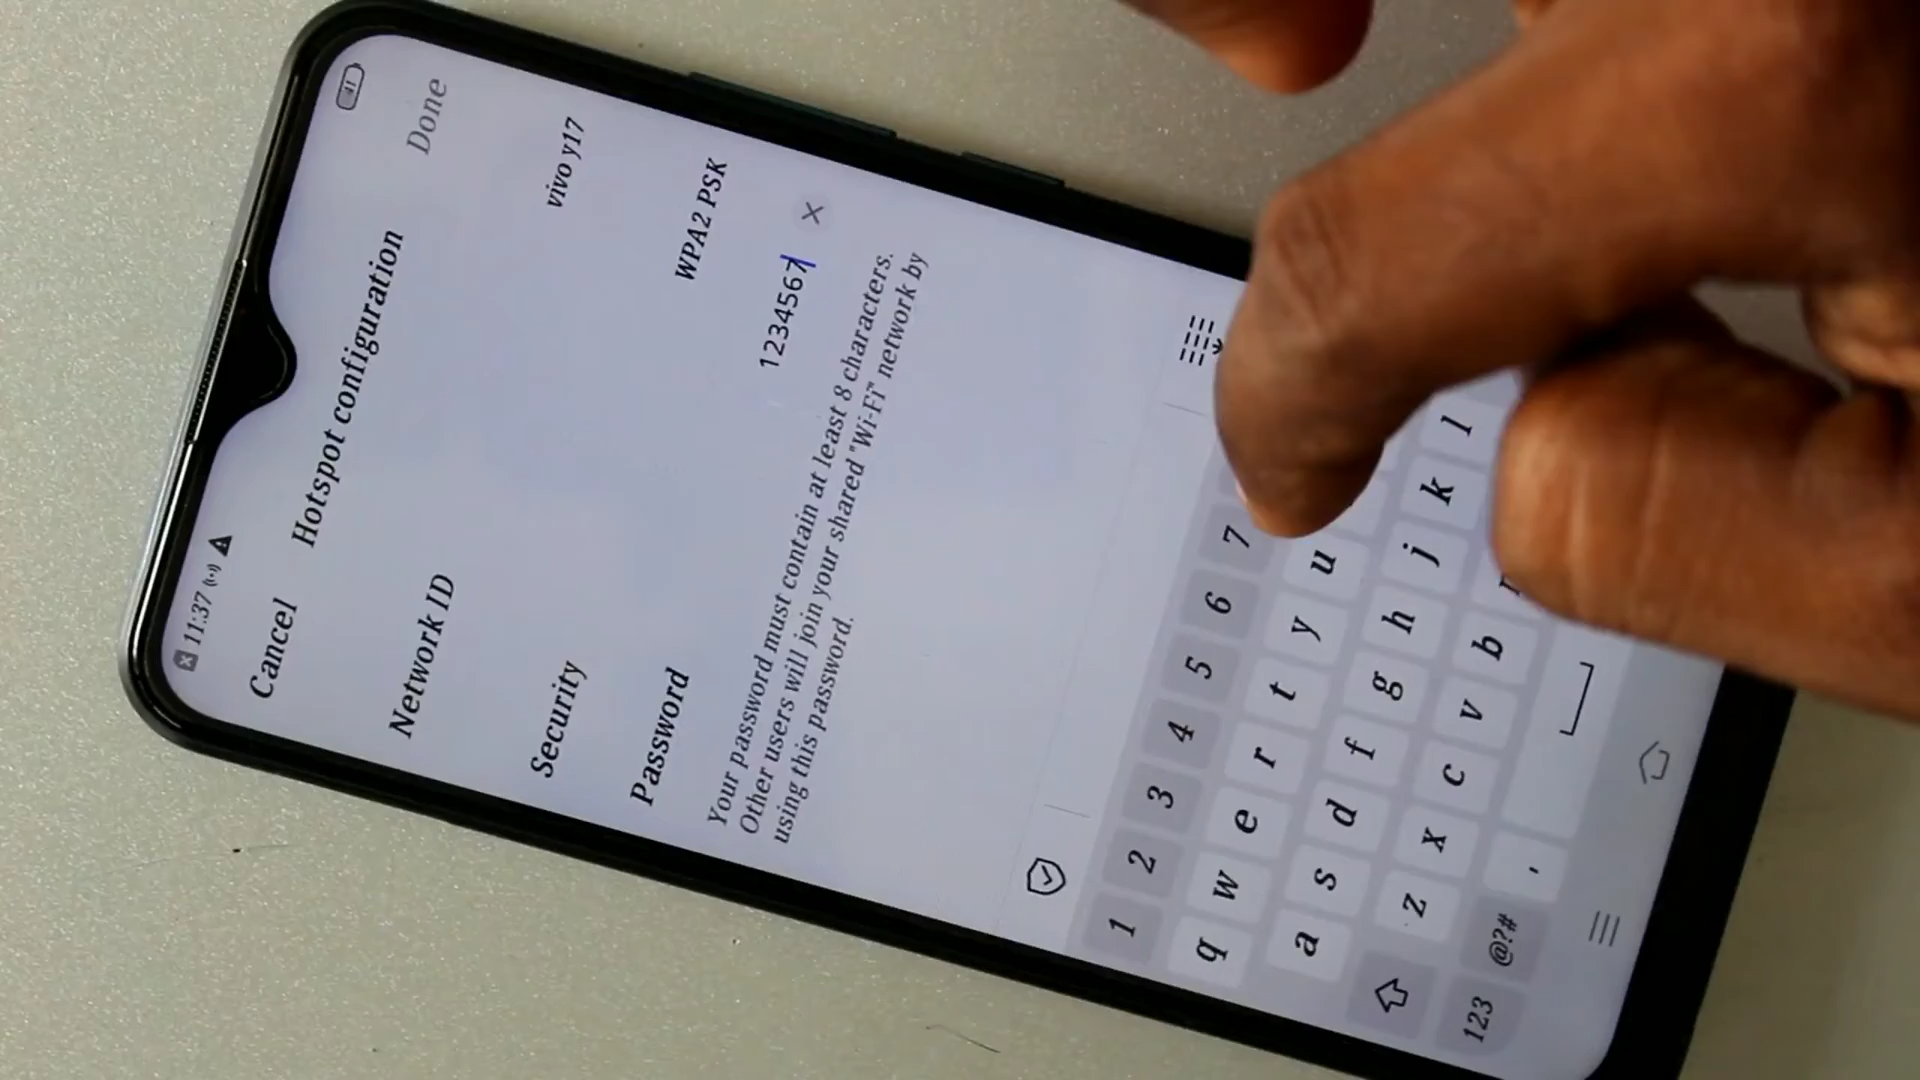 11:37
41
Cancel
Hotspot configuration
Done
Network ID
vivo y17
Security
WPA2 PSK
Password
1234567
Your password must contain at least 8 characters.
Other users will join your shared "Wi-Fi" network by
using this password.
1 2 3 4 5 6 7
q w e r t y u
a s d f g h j k l
z x c v b
123 @?# ,